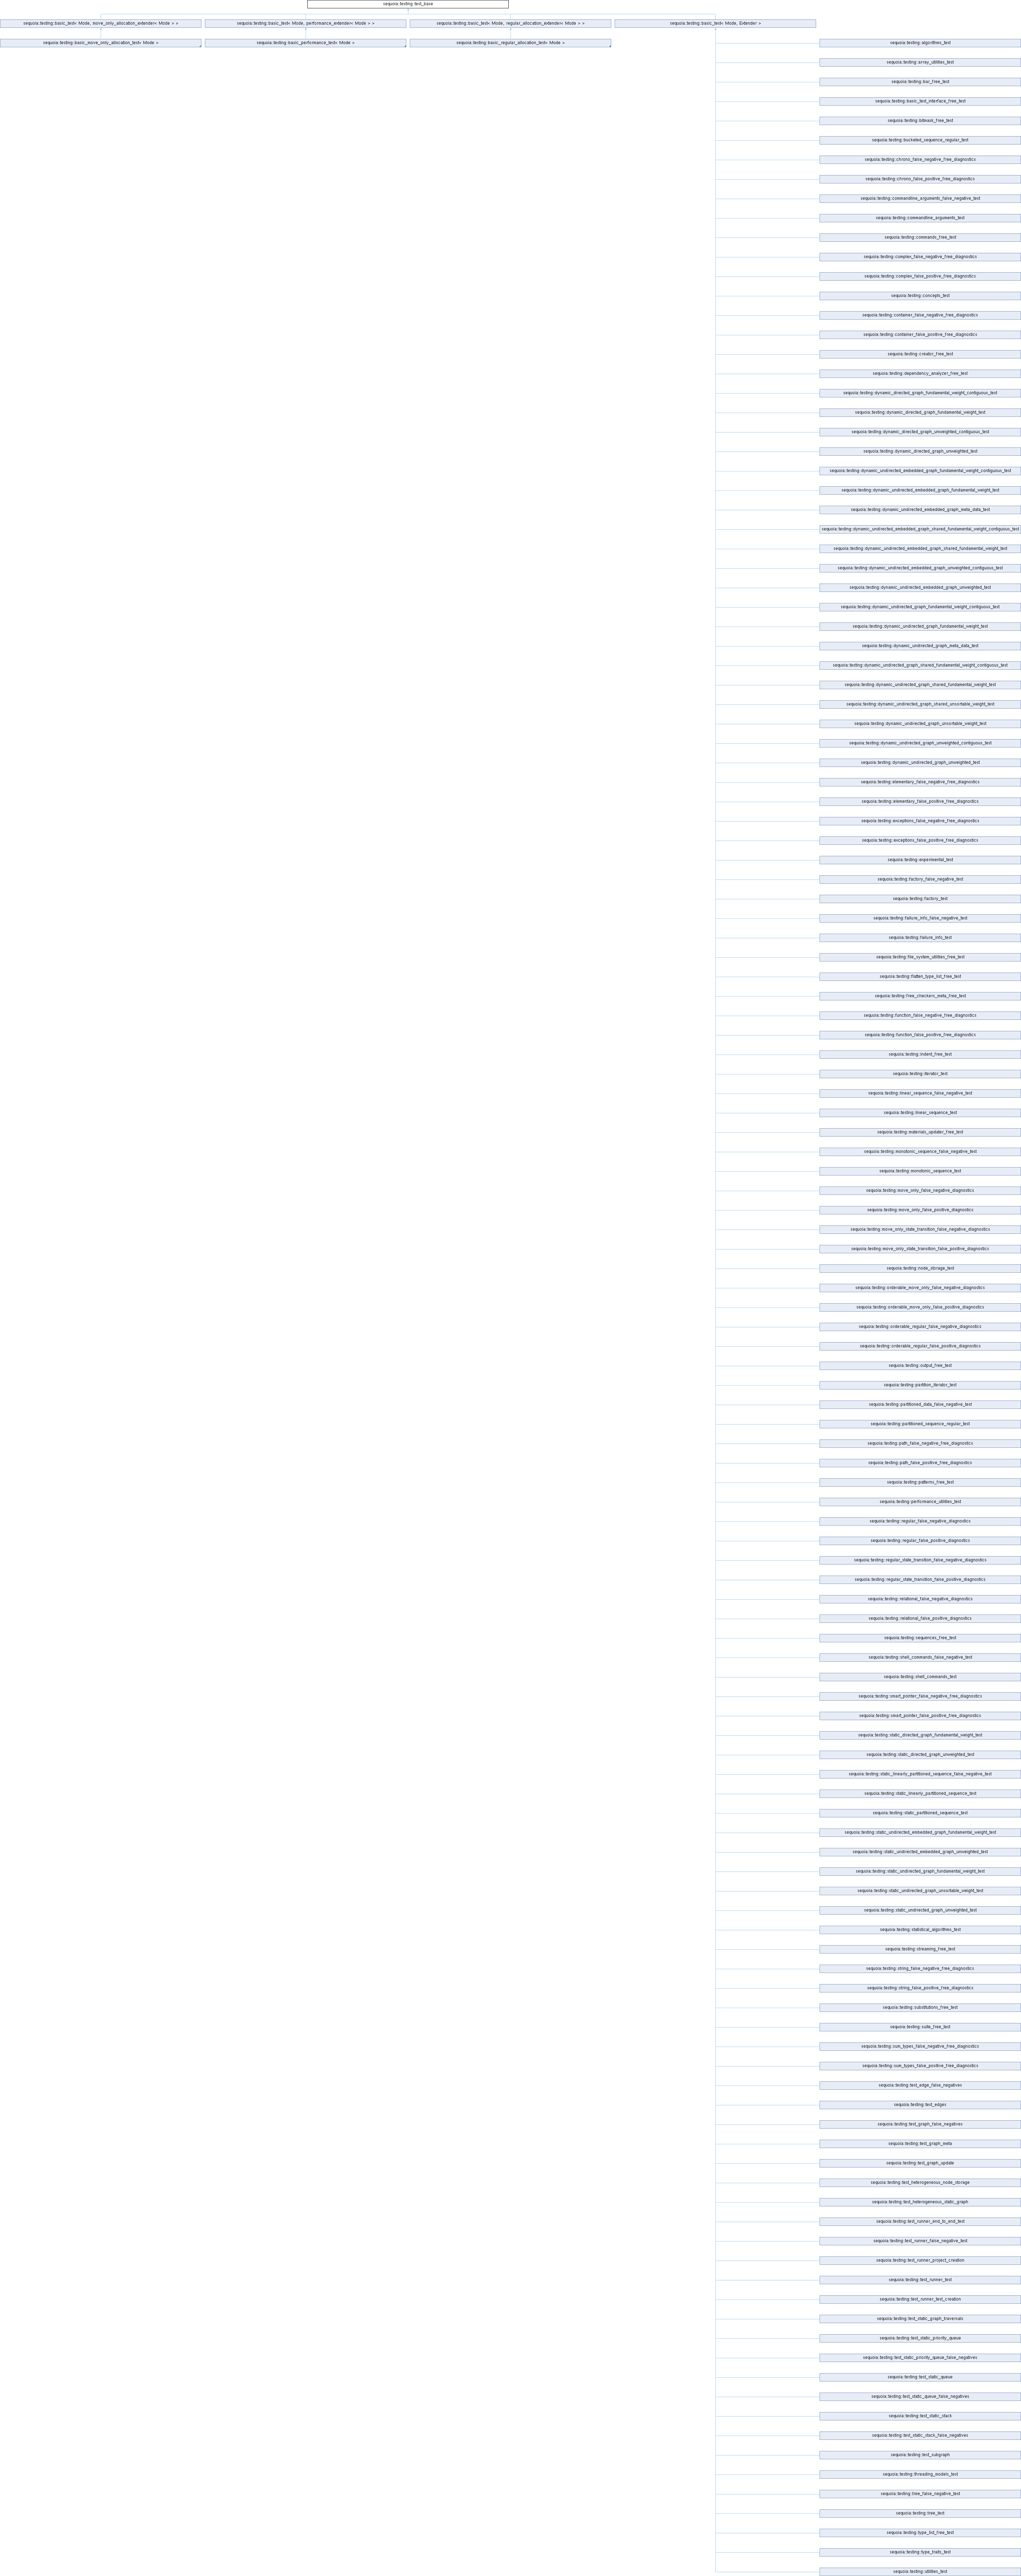 sequoia::testing::test_base
sequoia::testing::basic_test< Mode, move_only_allocation_extender< Mode > >
sequoia::testing::basic_test< Mode, performance_extender< Mode > >
sequoia::testing::basic_test< Mode, regular_allocation_extender< Mode > >
sequoia::testing::basic_test< Mode, Extender >
sequoia::testing::basic_move_only_allocation_test< Mode >
sequoia::testing::basic_performance_test< Mode >
sequoia::testing::basic_regular_allocation_test< Mode >
sequoia::testing::algorithms_test
sequoia::testing::array_utilities_test
sequoia::testing::bar_free_test
sequoia::testing::basic_test_interface_free_test
sequoia::testing::bitmask_free_test
sequoia::testing::bucketed_sequence_regular_test
sequoia::testing::chrono_false_negative_free_diagnostics
sequoia::testing::chrono_false_positive_free_diagnostics
sequoia::testing::commandline_arguments_false_negative_test
sequoia::testing::commandline_arguments_test
sequoia::testing::commands_free_test
sequoia::testing::complex_false_negative_free_diagnostics
sequoia::testing::complex_false_positive_free_diagnostics
sequoia::testing::concepts_test
sequoia::testing::container_false_negative_free_diagnostics
sequoia::testing::container_false_positive_free_diagnostics
sequoia::testing::creator_free_test
sequoia::testing::dependency_analyzer_free_test
sequoia::testing::dynamic_directed_graph_fundamental_weight_contiguous_test
sequoia::testing::dynamic_directed_graph_fundamental_weight_test
sequoia::testing::dynamic_directed_graph_unweighted_contiguous_test
sequoia::testing::dynamic_directed_graph_unweighted_test
sequoia::testing::dynamic_undirected_embedded_graph_fundamental_weight_contiguous_test
sequoia::testing::dynamic_undirected_embedded_graph_fundamental_weight_test
sequoia::testing::dynamic_undirected_embedded_graph_meta_data_test
sequoia::testing::dynamic_undirected_embedded_graph_shared_fundamental_weight_contiguous_test
sequoia::testing::dynamic_undirected_embedded_graph_shared_fundamental_weight_test
sequoia::testing::dynamic_undirected_embedded_graph_unweighted_contiguous_test
sequoia::testing::dynamic_undirected_embedded_graph_unweighted_test
sequoia::testing::dynamic_undirected_graph_fundamental_weight_contiguous_test
sequoia::testing::dynamic_undirected_graph_fundamental_weight_test
sequoia::testing::dynamic_undirected_graph_meta_data_test
sequoia::testing::dynamic_undirected_graph_shared_fundamental_weight_contiguous_test
sequoia::testing::dynamic_undirected_graph_shared_fundamental_weight_test
sequoia::testing::dynamic_undirected_graph_shared_unsortable_weight_test
sequoia::testing::dynamic_undirected_graph_unsortable_weight_test
sequoia::testing::dynamic_undirected_graph_unweighted_contiguous_test
sequoia::testing::dynamic_undirected_graph_unweighted_test
sequoia::testing::elementary_false_negative_free_diagnostics
sequoia::testing::elementary_false_positive_free_diagnostics
sequoia::testing::exceptions_false_negative_free_diagnostics
sequoia::testing::exceptions_false_positive_free_diagnostics
sequoia::testing::experimental_test
sequoia::testing::factory_false_negative_test
sequoia::testing::factory_test
sequoia::testing::failure_info_false_negative_test
sequoia::testing::failure_info_test
sequoia::testing::file_system_utilities_free_test
sequoia::testing::flatten_type_list_free_test
sequoia::testing::free_checkers_meta_free_test
sequoia::testing::function_false_negative_free_diagnostics
sequoia::testing::function_false_positive_free_diagnostics
sequoia::testing::indent_free_test
sequoia::testing::iterator_test
sequoia::testing::linear_sequence_false_negative_test
sequoia::testing::linear_sequence_test
sequoia::testing::materials_updater_free_test
sequoia::testing::monotonic_sequence_false_negative_test
sequoia::testing::monotonic_sequence_test
sequoia::testing::move_only_false_negative_diagnostics
sequoia::testing::move_only_false_positive_diagnostics
sequoia::testing::move_only_state_transition_false_negative_diagnostics
sequoia::testing::move_only_state_transition_false_positive_diagnostics
sequoia::testing::node_storage_test
sequoia::testing::orderable_move_only_false_negative_diagnostics
sequoia::testing::orderable_move_only_false_positive_diagnostics
sequoia::testing::orderable_regular_false_negative_diagnostics
sequoia::testing::orderable_regular_false_positive_diagnostics
sequoia::testing::output_free_test
sequoia::testing::partition_iterator_test
sequoia::testing::partitioned_data_false_negative_test
sequoia::testing::partitioned_sequence_regular_test
sequoia::testing::path_false_negative_free_diagnostics
sequoia::testing::path_false_positive_free_diagnostics
sequoia::testing::patterns_free_test
sequoia::testing::performance_utilities_test
sequoia::testing::regular_false_negative_diagnostics
sequoia::testing::regular_false_positive_diagnostics
sequoia::testing::regular_state_transition_false_negative_diagnostics
sequoia::testing::regular_state_transition_false_positive_diagnostics
sequoia::testing::relational_false_negative_diagnostics
sequoia::testing::relational_false_positive_diagnostics
sequoia::testing::sequences_free_test
sequoia::testing::shell_commands_false_negative_test
sequoia::testing::shell_commands_test
sequoia::testing::smart_pointer_false_negative_free_diagnostics
sequoia::testing::smart_pointer_false_positive_free_diagnostics
sequoia::testing::static_directed_graph_fundamental_weight_test
sequoia::testing::static_directed_graph_unweighted_test
sequoia::testing::static_linearly_partitioned_sequence_false_negative_test
sequoia::testing::static_linearly_partitioned_sequence_test
sequoia::testing::static_partitioned_sequence_test
sequoia::testing::static_undirected_embedded_graph_fundamental_weight_test
sequoia::testing::static_undirected_embedded_graph_unweighted_test
sequoia::testing::static_undirected_graph_fundamental_weight_test
sequoia::testing::static_undirected_graph_unsortable_weight_test
sequoia::testing::static_undirected_graph_unweighted_test
sequoia::testing::statistical_algorithms_test
sequoia::testing::streaming_free_test
sequoia::testing::string_false_negative_free_diagnostics
sequoia::testing::string_false_positive_free_diagnostics
sequoia::testing::substitutions_free_test
sequoia::testing::suite_free_test
sequoia::testing::sum_types_false_negative_free_diagnostics
sequoia::testing::sum_types_false_positive_free_diagnostics
sequoia::testing::test_edge_false_negatives
sequoia::testing::test_edges
sequoia::testing::test_graph_false_negatives
sequoia::testing::test_graph_meta
sequoia::testing::test_graph_update
sequoia::testing::test_heterogeneous_node_storage
sequoia::testing::test_heterogeneous_static_graph
sequoia::testing::test_runner_end_to_end_test
sequoia::testing::test_runner_false_negative_test
sequoia::testing::test_runner_project_creation
sequoia::testing::test_runner_test
sequoia::testing::test_runner_test_creation
sequoia::testing::test_static_graph_traversals
sequoia::testing::test_static_priority_queue
sequoia::testing::test_static_priority_queue_false_negatives
sequoia::testing::test_static_queue
sequoia::testing::test_static_queue_false_negatives
sequoia::testing::test_static_stack
sequoia::testing::test_static_stack_false_negatives
sequoia::testing::test_subgraph
sequoia::testing::threading_models_test
sequoia::testing::tree_false_negative_test
sequoia::testing::tree_test
sequoia::testing::type_list_free_test
sequoia::testing::type_traits_test
sequoia::testing::utilities_test